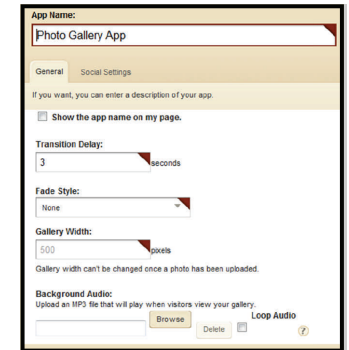 App Name:
Photo Gallery App
General Social Settings
If you want, you can enter a description of your app.
Show the app name on my page.
Transition Delay:
3 seconds
Fade Style:
None
Gallery Width:
500 pixels
Gallery width can't be changed once a photo has been uploaded.
Background Audio:
Upload an MP3 file that will play when visitors view your gallery.
Browse Delete Loop Audio
?